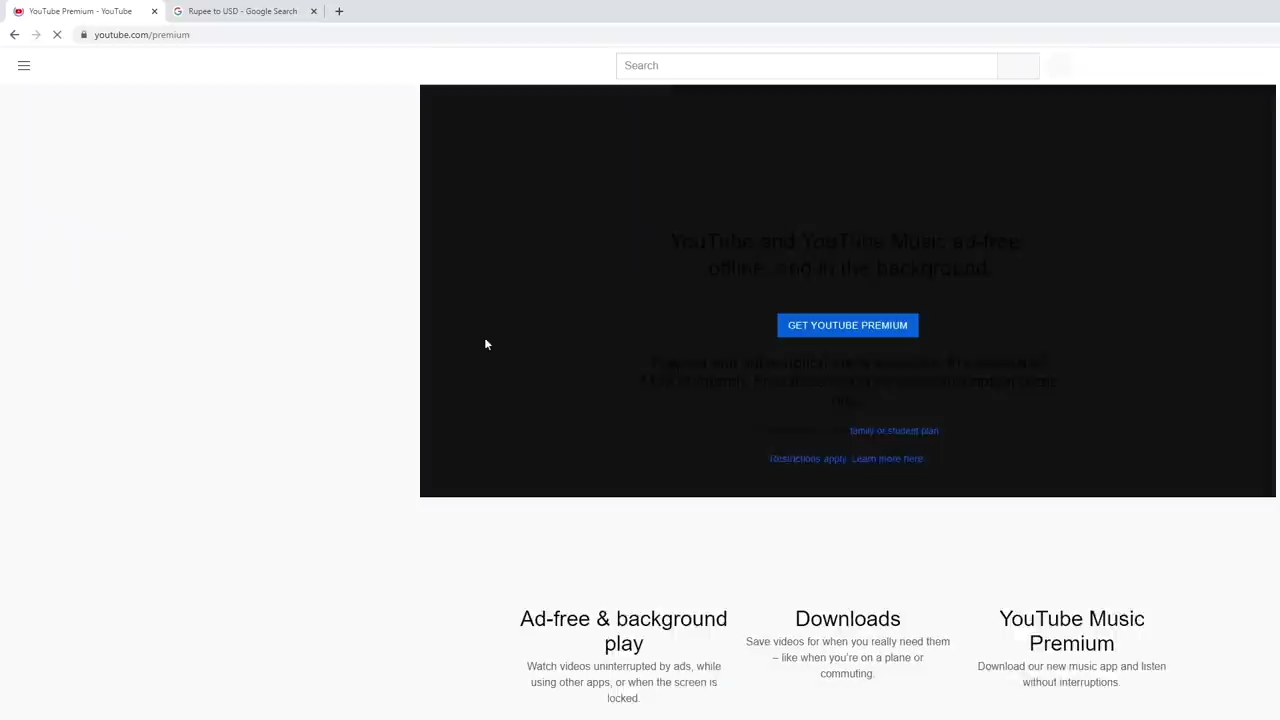 YouTube Premium - YouTube
Rupee to USD - Google Search
youtube.com/premium
Search
YouTube and YouTube Music ad-free
offline, and in the background
GET YOUTUBE PREMIUM
family or student plan
Restrictions apply. Learn more here
Ad-free & background
play
Watch videos uninterrupted by ads, while
using other apps, or when the screen is
locked.
Downloads
Save videos for when you really need them
– like when you're on a plane or
commuting.
YouTube Music
Premium
Download our new music app and listen
without interruptions.